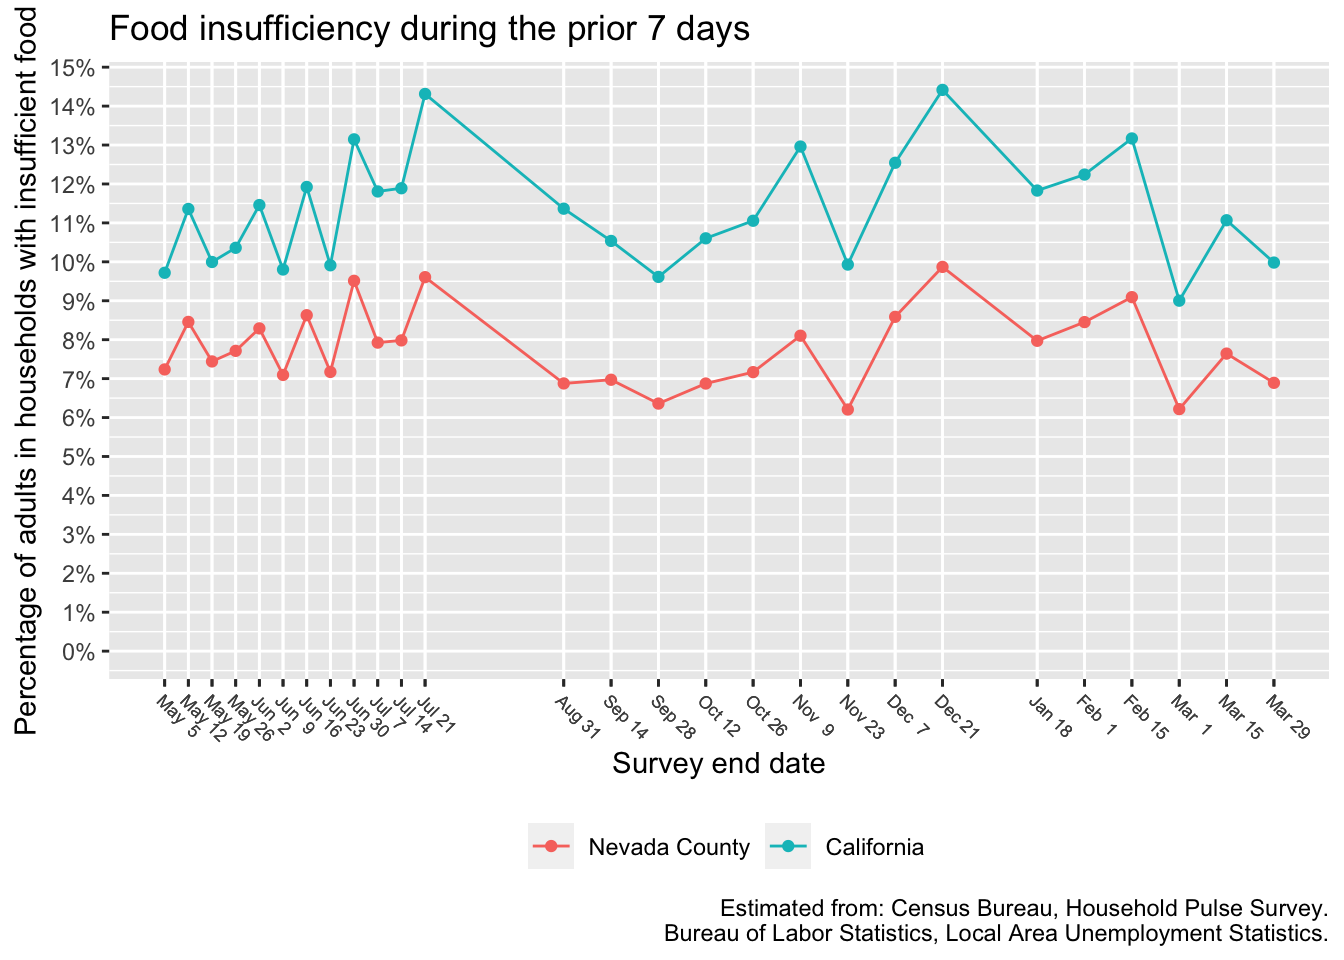 Food insufficiency during the prior 7 days
Percentage of adults in households with insufficient food
15%
14%
13%
12%
11%
10%
9%
8%
7%
6%
5%
4%
3%
2%
1%
0%
May 5
May 12
May 19
May 26
Jun 2
Jun 9
Jun 16
Jun 23
Jun 30
Jul 7
Jul 14
Jul 21
Aug 31
Sep 14
Sep 28
Oct 12
Oct 26
Nov 9
Nov 23
Dec 7
Dec 21
Jan 18
Feb 1
Feb 15
Mar 1
Mar 15
Mar 29
Survey end date
Nevada County
California
Estimated from: Census Bureau, Household Pulse Survey.
Bureau of Labor Statistics, Local Area Unemployment Statistics.